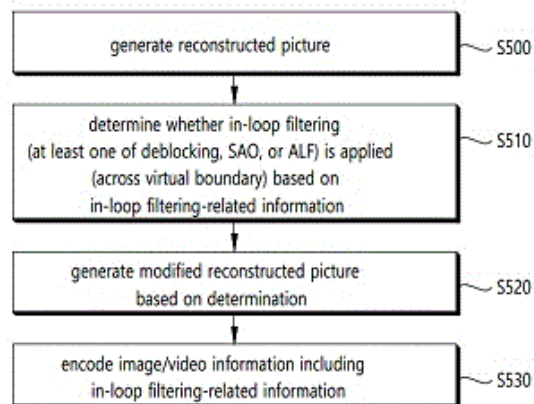 generate reconstructed picture
S500
determine whether in-loop filtering
(at least one of deblocking, SAO, or ALF) is applied
(across virtual boundary) based on
in-loop filtering-related information
S510
generate modified reconstructed picture
based on determination
S520
encode image/video information including
in-loop filtering-related information
S530